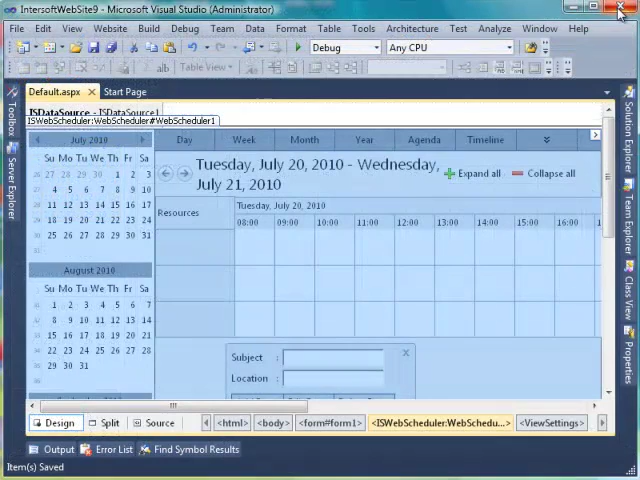 IntersoftWebSite9 - Microsoft Visual Studio (Administrator)
File Edit View Website Build Debug Team Data Format Table Tools Architecture Test Analyze Window Help
Debug Any CPU
Table View
Default.aspx Start Page
ISDataSource - ISDataSource1
ISWebScheduler:WebScheduler#WebScheduler1
Toolbox
Server Explorer
Solution Explorer
Team Explorer
Class View
Properties
July 2010
Su Mo Tu We Th Fr Sa
27 28 29 30 1 2 3
4 5 6 7 8 9 10
11 12 13 14 15 16 17
18 19 20 21 22 23 24
25 26 27 28 29 30 31
August 2010
Su Mo Tu We Th Fr Sa
1 2 3 4 5 6 7
8 9 10 11 12 13 14
15 16 17 18 19 20 21
22 23 24 25 26 27 28
29 30 31
Day Week Month Year Agenda Timeline
Tuesday, July 20, 2010 - Wednesday,
July 21, 2010
Expand all Collapse all
Resources
Tuesday, July 20, 2010
08:00 09:00 10:00 11:00 12:00 13:00 14:00 15:00 16:00
Subject :
Location :
Design Split Source <html> <body> <form#form1> <ISWebScheduler:WebSchedu...> <ViewSettings>
Output Error List Find Symbol Results
Item(s) Saved